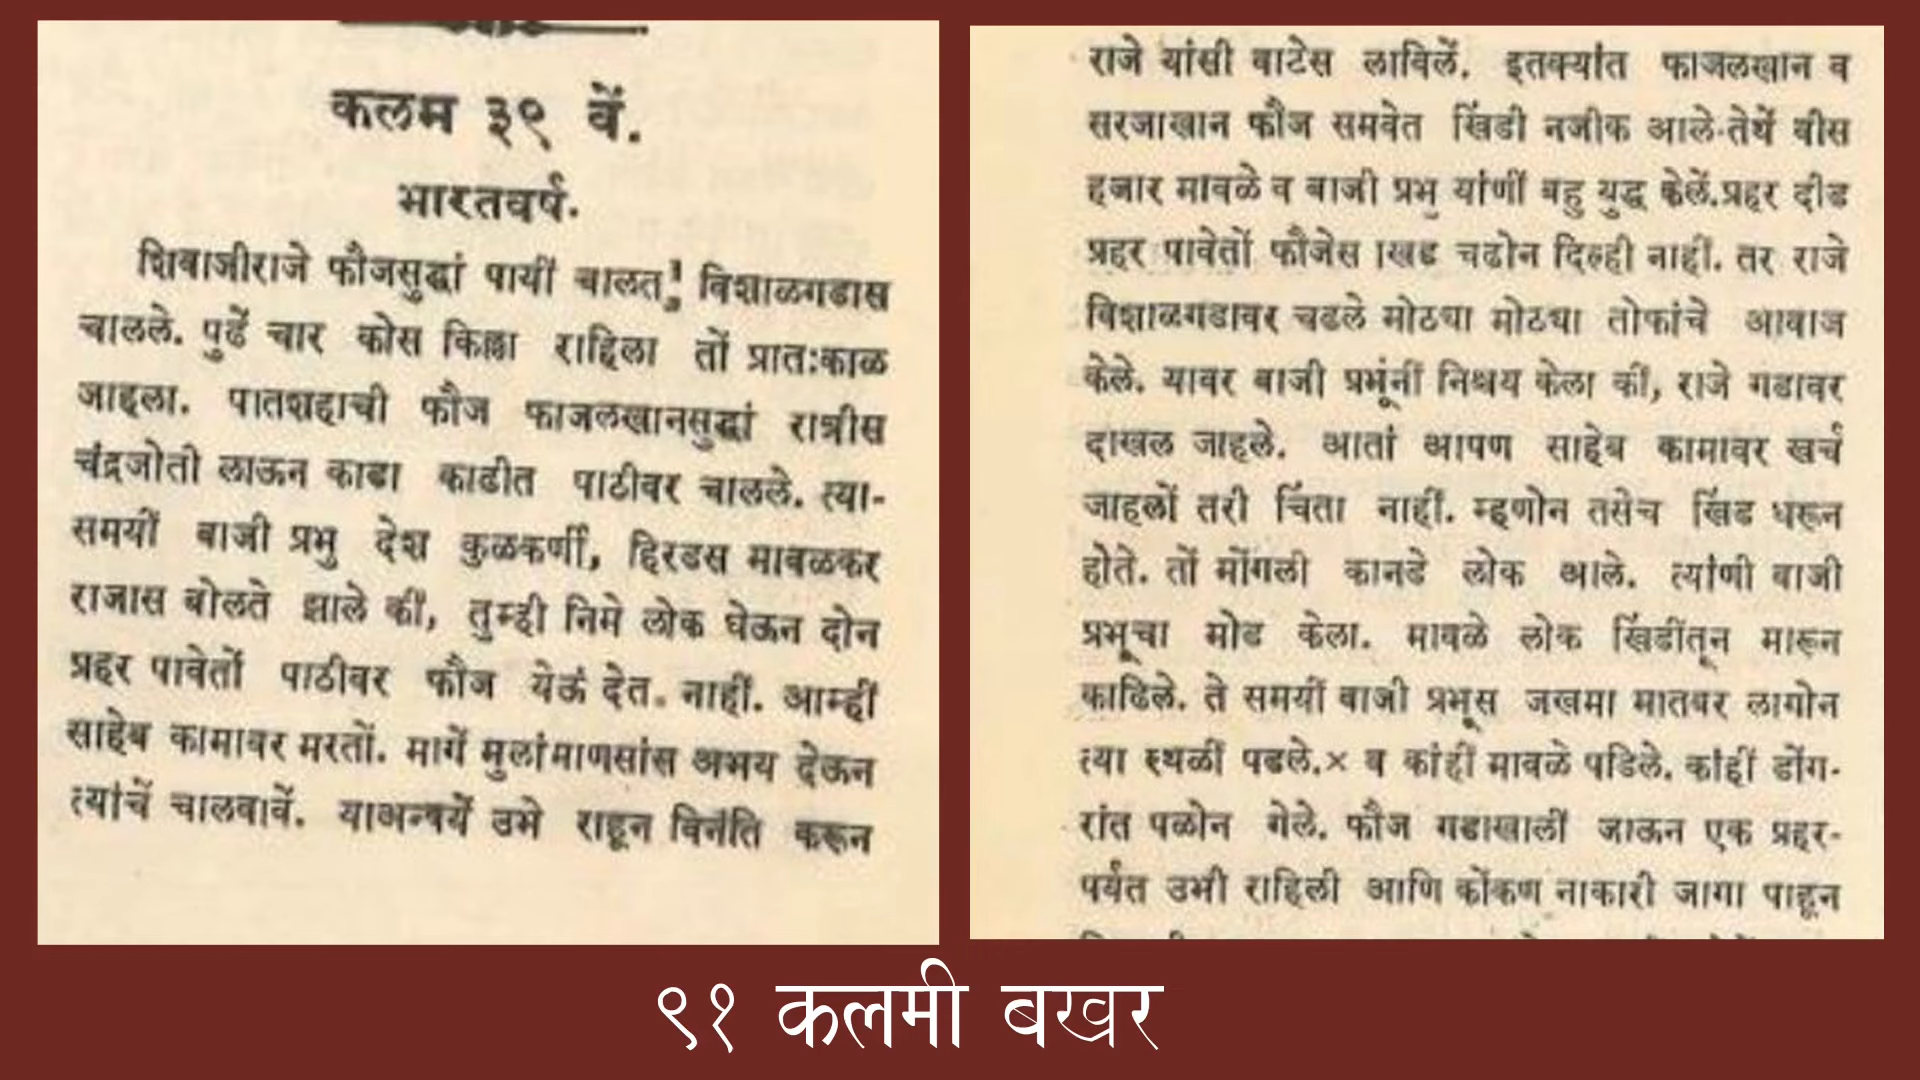 कलम ३९ वें.
भारतवर्ष.
शिवाजीराजे फौजसुद्धां पायीं चालत! विशाळगडास
चालले. पुढें चार कोस किल्ला राहिला तों प्रातःकाळ
जाहला. पातशहाची फौज फाजलखानसुद्धां रात्रीस
चंद्रजोती लाऊन काडा काढीत पाठीवर चालले. त्या-
समयीं बाजी प्रभु देश कुळकर्णी, हिरडस मावळकर
राजास बोलते झाले कीं, तुम्ही निमे लोक घेऊन दोन
प्रहर पावेतों पाठीवर फौज येऊं देत. नाहीं. आम्हीं
साहेब कामावर मरतों. मागें मुलांमाणसांस अभय देऊन
त्यांचें चालवावें. याअन्वयें उभे राहून विनंति करून
राजे यांसी वाटेस लाविलें. इतक्यांत फाजलखान व
सरजाखान फौज समवेत खिंडी नजीक आले.तेथें वीस
हजार मावळे व बाजी प्रभु यांणीं बहु युद्ध केलें.प्रहर दीड
प्रहर पावेतों फौजेस खिंड चढोन दिल्ही नाहीं. तर राजे
विशाळगडावर चढले मोठ्या मोठ्या तोफांचे आवाज
केले. यावर बाजी प्रभूंनीं निश्चय केला कीं, राजे गडावर
दाखल जाहले. आतां आपण साहेब कामावर खर्च
जाहलों तरी चिंता नाहीं. म्हणोन तसेच खिंड धरून
होते. तों मोंगली कानडे लोक आले. त्यांणी बाजी
प्रभूचा मोड केला. मावळे लोक खिंडींतून मारून
काढिले. ते समयीं बाजी प्रभूस जखमा मातबर लागोन
त्या स्थळीं पडले.× व कांहीं मावळे पडिले. कांहीं डोंग-
रांत पळोन गेले. फौज गडाखालीं जाऊन एक प्रहर-
पर्यंत उभी राहिली आणि कोंकण नाकारी जागा पाहून
९१ कलमी बखर